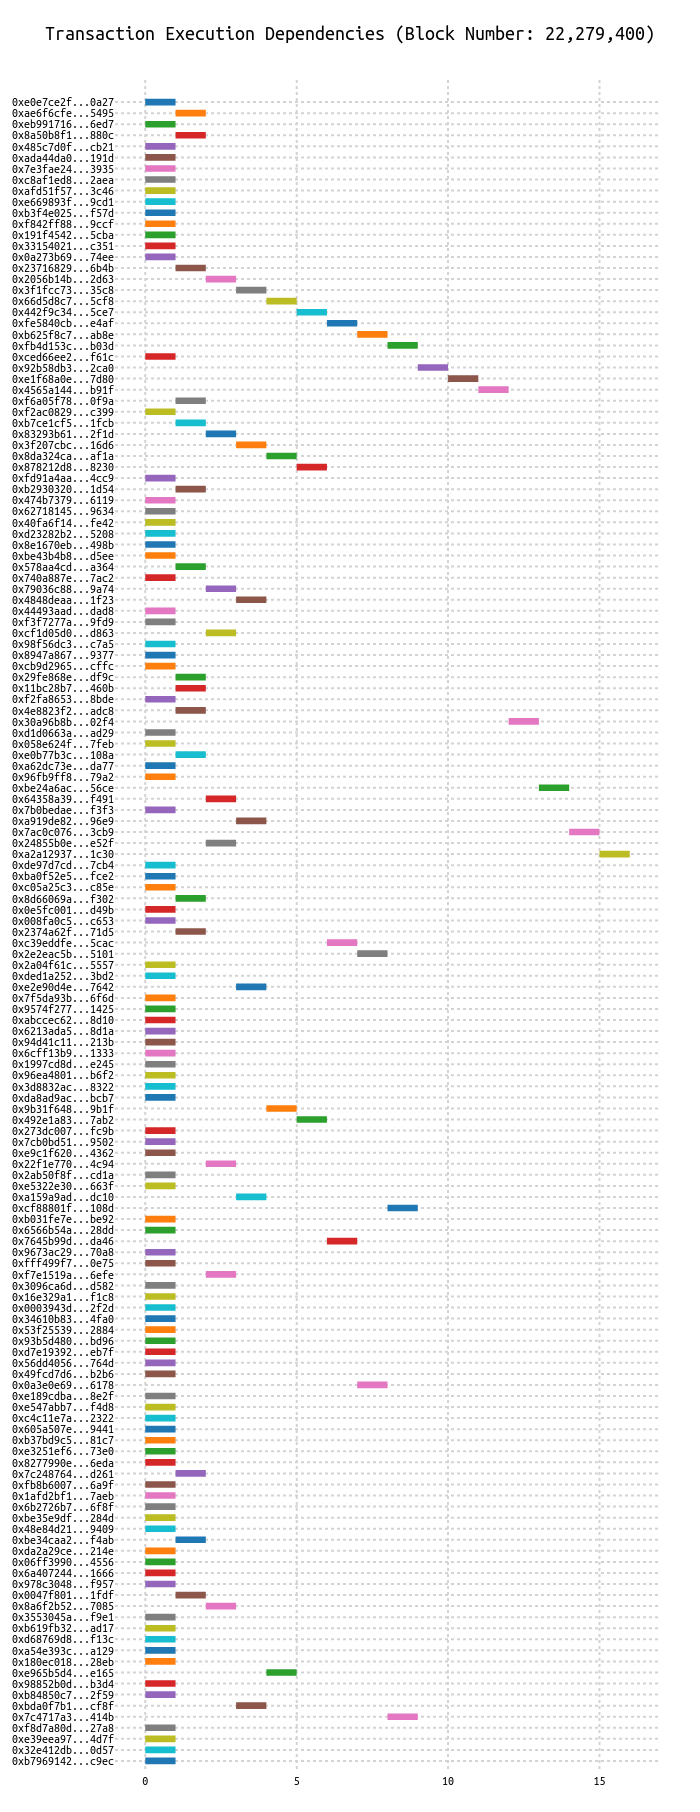 Transaction Execution Dependencies (Block Number: 22,279,400)
0xe0e7ce2f...0a27
0xae6f6cfe...5495
0xeb991716...6ed7
0x8a50b8f1...880c
0x485c7d0f...cb21
0xada44da0...191d
0x7e3fae24...3935
0xc8af1ed8...2aea
0xafd51f57...3c46
0xe669893f...9cd1
0xb3f4e025...f57d
0xf842ff88...9ccf
0x191f4542...5cba
0x33154021...c351
0x0a273b69...74ee
0x23716829...6b4b
0x2056b14b...2d63
0x3f1fcc73...35c8
0x66d5d8c7...5cf8
0x442f9c34...5ce7
0xfe5840cb...e4af
0xb625f8c7...ab8e
0xfb4d153c...b03d
0xced66ee2...f61c
0x92b58db3...2ca0
0xe1f68a0e...7d80
0x4565a144...b91f
0xf6a05f78...0f9a
0xf2ac0829...c399
0xb7ce1cf5...1fcb
0x83293b61...2f1d
0x3f207cbc...16d6
0x8da324ca...af1a
0x878212d8...8230
0xfd91a4aa...4cc9
0xb2930320...1d54
0x474b7379...6119
0x62718145...9634
0x40fa6f14...fe42
0xd23282b2...5208
0x8e1670eb...498b
0xbe43b4b8...d5ee
0x578aa4cd...a364
0x740a887e...7ac2
0x79036c88...9a74
0x4848deaa...1f23
0x44493aad...dad8
0xf3f7277a...9fd9
0xcf1d05d0...d863
0x98f56dc3...c7a5
0x8947a867...9377
0xcb9d2965...cffc
0x29fe868e...df9c
0x11bc28b7...460b
0xf2fa8653...8bde
0x4e8823f2...adc8
0x30a96b8b...02f4
0xd1d0663a...ad29
0x058e624f...7feb
0xe0b77b3c...108a
0xa62dc73e...da77
0x96fb9ff8...79a2
0xbe24a6ac...56ce
0x64358a39...f491
0x7b0bedae...f3f3
0xa919de82...96e9
0x7ac0c076...3cb9
0x24855b0e...e52f
0xa2a12937...1c30
0xde97d7cd...7cb4
0xba0f52e5...fce2
0xc05a25c3...c85e
0x8d66069a...f302
0x0e5fc001...d49b
0x008fa0c5...c653
0x2374a62f...71d5
0xc39eddfe...5cac
0x2e2eac5b...5101
0x2a04f61c...5557
0xded1a252...3bd2
0xe2e90d4e...7642
0x7f5da93b...6f6d
0x9574f277...1425
0xabccec62...8d10
0x6213ada5...8d1a
0x94d41c11...213b
0x6cff13b9...1333
0x1997cd8d...e245
0x96ea4801...b6f2
0x3d8832ac...8322
0xda8ad9ac...bcb7
0x9b31f648...9b1f
0x492e1a83...7ab2
0x273dc007...fc9b
0x7cb0bd51...9502
0xe9c1f620...4362
0x22f1e770...4c94
0x2ab50f8f...cd1a
0xe5322e30...663f
0xa159a9ad...dc10
0xcf88801f...108d
0xb031fe7e...be92
0x6566b54a...28dd
0x7645b99d...da46
0x9673ac29...70a8
0xfff499f7...0e75
0xf7e1519a...6efe
0x3096ca6d...d582
0x16e329a1...f1c8
0x0003943d...2f2d
0x34610b83...4fa0
0x53f25539...2884
0x93b5d480...bd96
0xd7e19392...eb7f
0x56dd4056...764d
0x49fcd7d6...b2b6
0x0a3e0e69...6178
0xe189cdba...8e2f
0xe547abb7...f4d8
0xc4c11e7a...2322
0x605a507e...9441
0xb37bd9c5...81c7
0xe3251ef6...73e0
0x8277990e...6eda
0x7c248764...d261
0xfb8b6007...6a9f
0x1afd2bf1...7aeb
0x6b2726b7...6f8f
0xbe35e9df...284d
0x48e84d21...9409
0xbe34caa2...f4ab
0xda2a29ce...214e
0x06ff3990...4556
0x6a407244...1666
0x978c3048...f957
0x0047f801...1fdf
0x8a6f2b52...7085
0x3553045a...f9e1
0xb619fb32...ad17
0xd68769d8...f13c
0xa54e393c...a129
0x180ec018...28eb
0xe965b5d4...e165
0x98852b0d...b3d4
0xb84850c7...2f59
0xbda0f7b1...cf8f
0x7c4717a3...414b
0xf8d7a80d...27a8
0xe39eea97...4d7f
0x32e412db...0d57
0xb7969142...c9ec
0 5 10 15